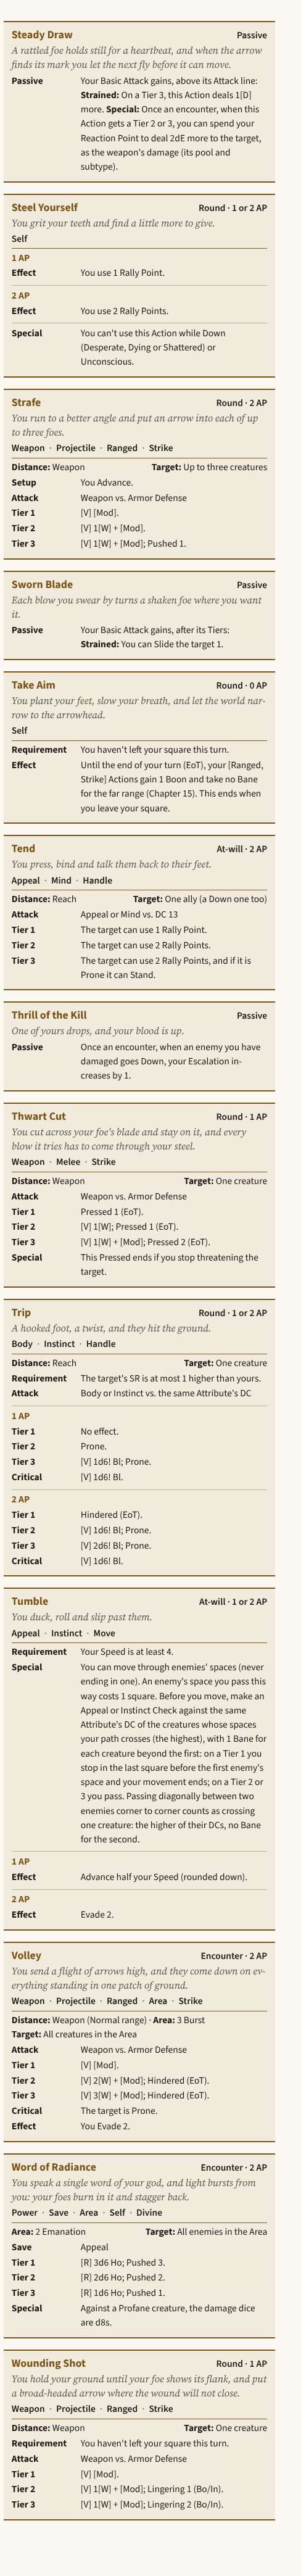 Steady Draw Passive
A rattled foe holds still for a heartbeat, and when the arrow
finds its mark you let the next fly before it can move.
Passive Your Basic Attack gains, above its Attack line:
Strained: On a Tier 3, this Action deals 1[D]
more. Special: Once an encounter, when this
Action gets a Tier 2 or 3, you can spend your
Reaction Point to deal 2dE more to the target,
as the weapon's damage (its pool and
subtype).
Steel Yourself Round · 1 or 2 AP
You grit your teeth and find a little more to give.
Self
1 AP
Effect You use 1 Rally Point.
2 AP
Effect You use 2 Rally Points.
Special You can't use this Action while Down
(Desperate, Dying or Shattered) or
Unconscious.
Strafe Round · 2 AP
You run to a better angle and put an arrow into each of up
to three foes.
Weapon · Projectile · Ranged · Strike
Distance: Weapon Target: Up to three creatures
Setup You Advance.
Attack Weapon vs. Armor Defense
Tier 1 [V] [Mod].
Tier 2 [V] 1[W] + [Mod].
Tier 3 [V] 1[W] + [Mod]; Pushed 1.
Sworn Blade Passive
Each blow you swear by turns a shaken foe where you want
it.
Passive Your Basic Attack gains, after its Tiers:
Strained: You can Slide the target 1.
Take Aim Round · 0 AP
You plant your feet, slow your breath, and let the world nar-
row to the arrowhead.
Self
Requirement You haven't left your square this turn.
Effect Until the end of your turn (EoT), your [Ranged,
Strike] Actions gain 1 Boon and take no Bane
for the far range (Chapter 15). This ends when
you leave your square.
Tend At-will · 2 AP
You press, bind and talk them back to their feet.
Appeal · Mind · Handle
Distance: Reach Target: One ally (a Down one too)
Attack Appeal or Mind vs. DC 13
Tier 1 The target can use 1 Rally Point.
Tier 2 The target can use 2 Rally Points.
Tier 3 The target can use 2 Rally Points, and if it is
Prone it can Stand.
Thrill of the Kill Passive
One of yours drops, and your blood is up.
Passive Once an encounter, when an enemy you have
damaged goes Down, your Escalation in-
creases by 1.
Thwart Cut Round · 1 AP
You cut across your foe's blade and stay on it, and every
blow it tries has to come through your steel.
Weapon · Melee · Strike
Distance: Weapon Target: One creature
Attack Weapon vs. Armor Defense
Tier 1 Pressed 1 (EoT).
Tier 2 [V] 1[W]; Pressed 1 (EoT).
Tier 3 [V] 1[W] + [Mod]; Pressed 2 (EoT).
Special This Pressed ends if you stop threatening the
target.
Trip Round · 1 or 2 AP
A hooked foot, a twist, and they hit the ground.
Body · Instinct · Handle
Distance: Reach Target: One creature
Requirement The target's SR is at most 1 higher than yours.
Attack Body or Instinct vs. the same Attribute's DC
1 AP
Tier 1 No effect.
Tier 2 Prone.
Tier 3 [V] 1d6! Bl; Prone.
Critical [V] 1d6! Bl.
2 AP
Tier 1 Hindered (EoT).
Tier 2 [V] 1d6! Bl; Prone.
Tier 3 [V] 2d6! Bl; Prone.
Critical [V] 1d6! Bl.
Tumble At-will · 1 or 2 AP
You duck, roll and slip past them.
Appeal · Instinct · Move
Requirement Your Speed is at least 4.
Special You can move through enemies' spaces (never
ending in one). An enemy's space you pass this
way costs 1 square. Before you move, make an
Appeal or Instinct Check against the same
Attribute's DC of the creatures whose spaces
your path crosses (the highest), with 1 Bane for
each creature beyond the first: on a Tier 1 you
stop in the last square before the first enemy's
space and your movement ends; on a Tier 2 or
3 you pass. Passing diagonally between two
enemies corner to corner counts as crossing
one creature: the higher of their DCs, no Bane
for the second.
1 AP
Effect Advance half your Speed (rounded down).
2 AP
Effect Evade 2.
Volley Encounter · 2 AP
You send a flight of arrows high, and they come down on ev-
erything standing in one patch of ground.
Weapon · Projectile · Ranged · Area · Strike
Distance: Weapon (Normal range) · Area: 3 Burst
Target: All creatures in the Area
Attack Weapon vs. Armor Defense
Tier 1 [V] [Mod].
Tier 2 [V] 2[W] + [Mod]; Hindered (EoT).
Tier 3 [V] 3[W] + [Mod]; Hindered (EoT).
Critical The target is Prone.
Effect You Evade 2.
Word of Radiance Encounter · 2 AP
You speak a single word of your god, and light bursts from
you: your foes burn in it and stagger back.
Power · Save · Area · Self · Divine
Area: 2 Emanation Target: All enemies in the Area
Save Appeal
Tier 1 [R] 3d6 Ho; Pushed 3.
Tier 2 [R] 2d6 Ho; Pushed 2.
Tier 3 [R] 1d6 Ho; Pushed 1.
Special Against a Profane creature, the damage dice
are d8s.
Wounding Shot Round · 1 AP
You hold your ground until your foe shows its flank, and put
a broad-headed arrow where the wound will not close.
Weapon · Projectile · Ranged · Strike
Distance: Weapon Target: One creature
Requirement You haven't left your square this turn.
Attack Weapon vs. Armor Defense
Tier 1 [V] [Mod].
Tier 2 [V] 1[W] + [Mod]; Lingering 1 (Bo/In).
Tier 3 [V] 1[W] + [Mod]; Lingering 2 (Bo/In).